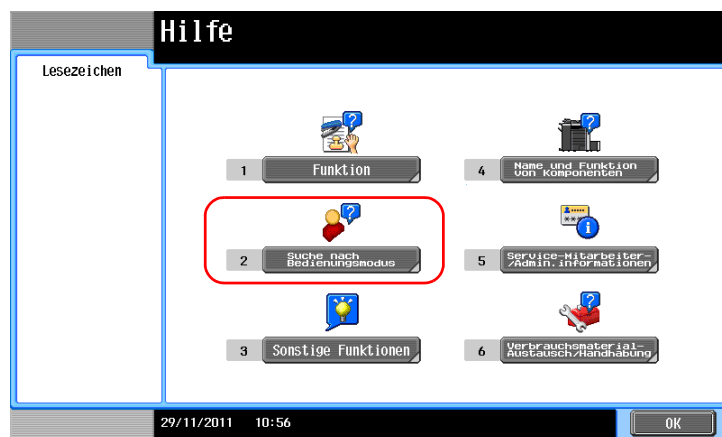 Hilfe
Lesezeichen
1 Funktion
4 Name und Funktion
von Komponenten
2 Suche nach
Bedienungsmodus
5 Service-Mitarbeiter-
/Admin.informationen
3 Sonstige Funktionen
6 Verbrauchsmaterial-
Austausch/Handhabung
29/11/2011 10:56
OK